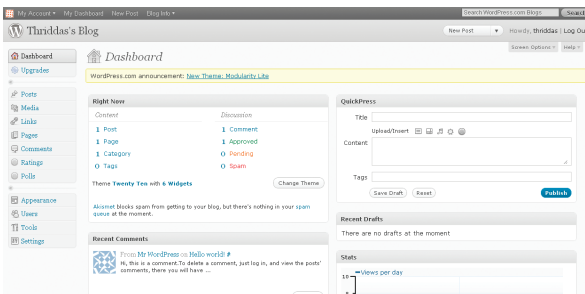 My Account ▾ My Dashboard New Post Blog Info ▾ Search WordPress.com Blogs Search
Thriddas's Blog New Post ▼ Howdy, thriddas | Log Ou
Screen Options ▾ Help ▾
Dashboard
Upgrades
Posts
Media
Links
Pages
Comments
Ratings
Polls
Appearance
Users
Tools
Settings
Dashboard
WordPress.com announcement: New Theme: Modularity Lite
Right Now
Content Discussion
1 Post 1 Comment
1 Page 1 Approved
1 Category 0 Pending
0 Tags 0 Spam
Theme Twenty Ten with 6 Widgets Change Theme
Akismet blocks spam from getting to your blog, but there's nothing in your spam
queue at the moment.
Recent Comments
From Mr WordPress on Hello world! #
Hi, this is a comment.To delete a comment, just log in, and view the posts'
comments, there you will have ...
QuickPress
Title
Upload/Insert
Content
Tags
Save Draft Reset Publish
Recent Drafts
There are no drafts at the moment
Stats
Views per day
10